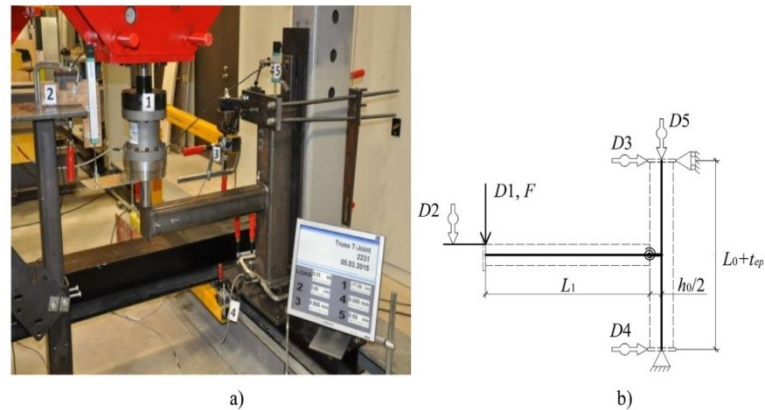 1
2
3
4
5
Truss T-Joint
2231
05.03.2015
LOAD
1
2
4
3
5
D5
D3
D1, F
D2
L0+tep
L1
h0/2
D4
a)
b)